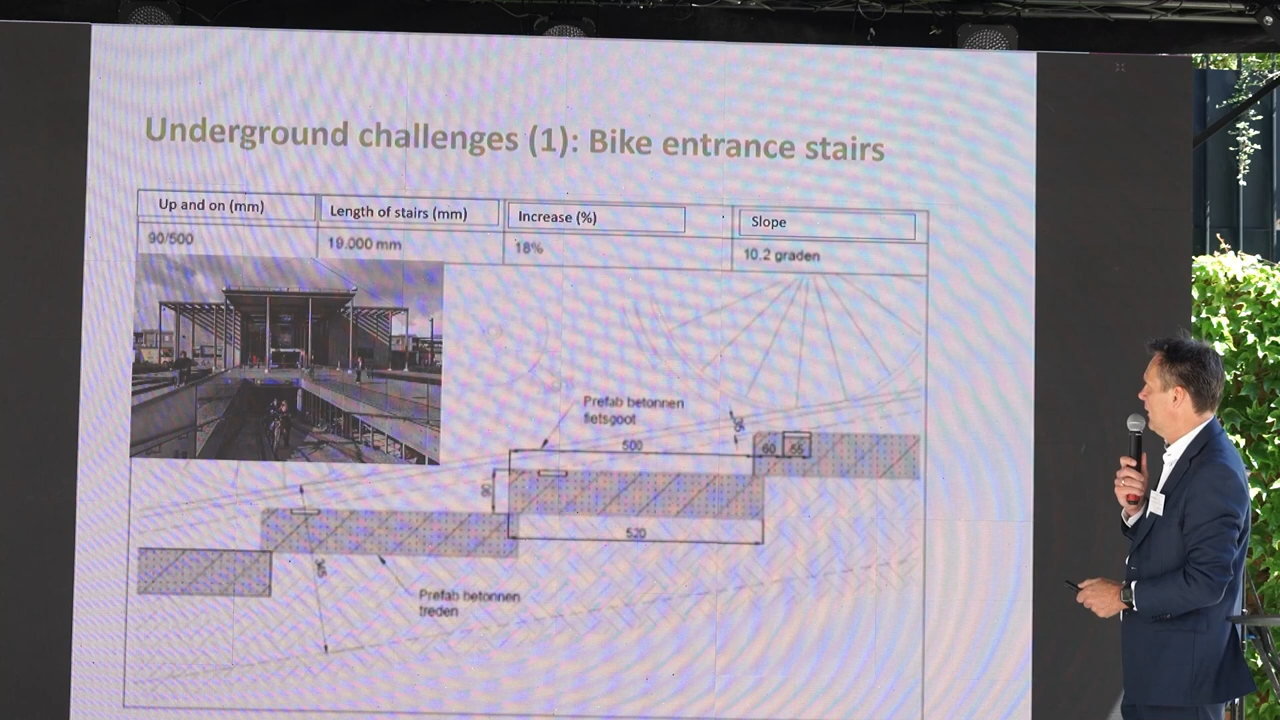 Underground challenges (1): Bike entrance stairs
Up and on (mm)
Length of stairs (mm)
Increase (%)
Slope
90/500
19.000 mm
18%
10.2 graden
Prefab betonnen
fietsgoot
500
60
55
90
520
Prefab betonnen
treden